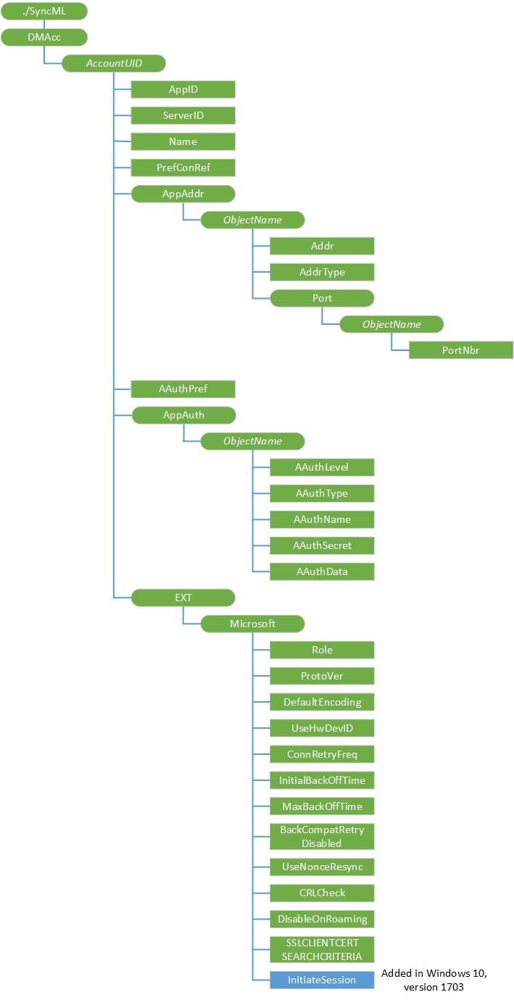 ./SyncML
DMAcc
AccountUID
AppID
ServerID
Name
PrefConRef
AppAddr
ObjectName
Addr
AddrType
Port
ObjectName
PortNbr
AAuthPref
AppAuth
ObjectName
AAuthLevel
AAuthType
AAuthName
AAuthSecret
AAuthData
EXT
Microsoft
Role
ProtoVer
DefaultEncoding
UseHwDevID
ConnRetryFreq
InitialBackOffTime
MaxBackOffTime
BackCompatRetry
Disabled
UseNonceResync
CRLCheck
DisableOnRoaming
SSLCLIENTCERT
SEARCHCRITERIA
InitiateSession
Added in Windows 10,
version 1703